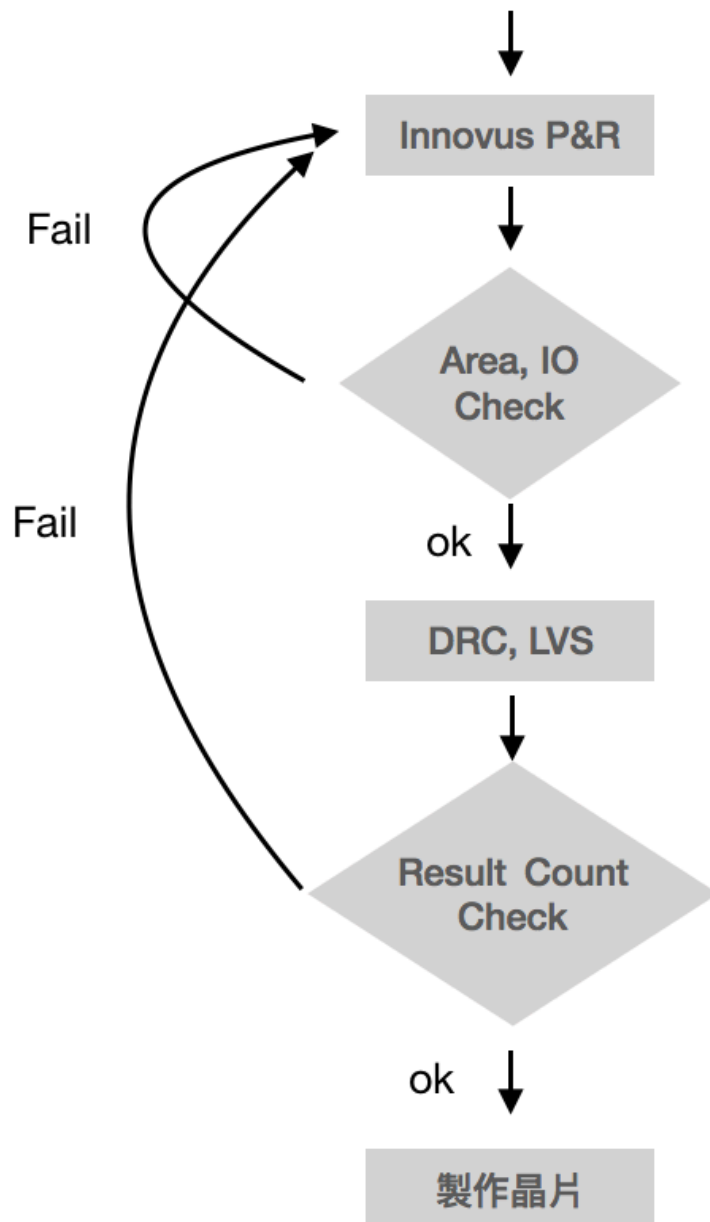 Innovus P&R
Fail
Area, IO
Check
Fail
ok
DRC, LVS
Result Count
Check
ok
製作晶片